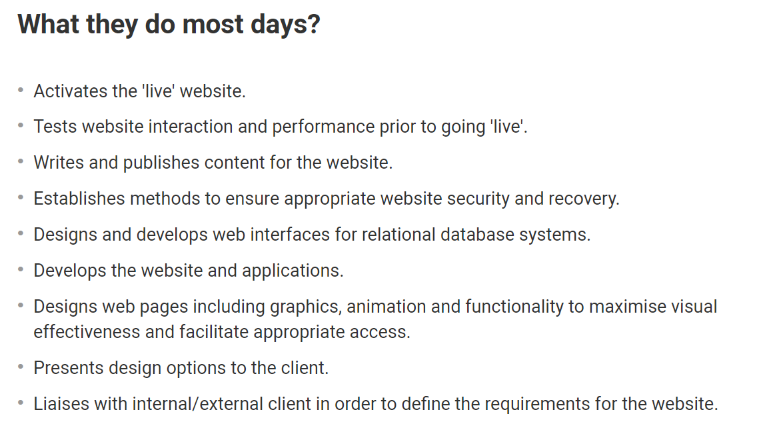 What they do most days?
• Activates the 'live' website.
• Tests website interaction and performance prior to going 'live'.
• Writes and publishes content for the website.
• Establishes methods to ensure appropriate website security and recovery.
• Designs and develops web interfaces for relational database systems.
• Develops the website and applications.
• Designs web pages including graphics, animation and functionality to maximise visual
effectiveness and facilitate appropriate access.
• Presents design options to the client.
• Liaises with internal/external client in order to define the requirements for the website.